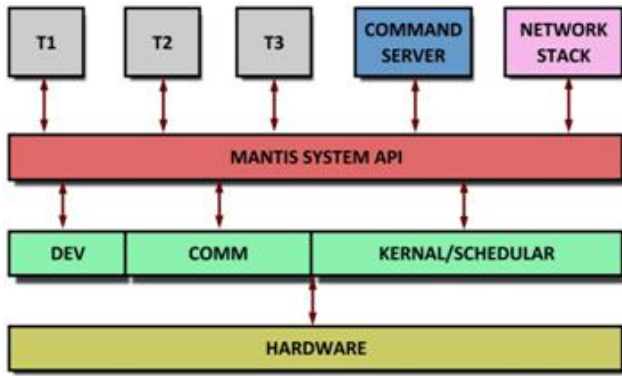 T1
T2
T3
COMMAND
SERVER
NETWORK
STACK
MANTIS SYSTEM API
DEV
COMM
KERNAL/SCHEDULAR
HARDWARE